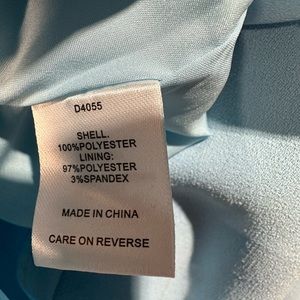 D4055
SHELL:
100%POLYESTER
LINING:
97%POLYESTER
3%SPANDEX
MADE IN CHINA
CARE ON REVERSE